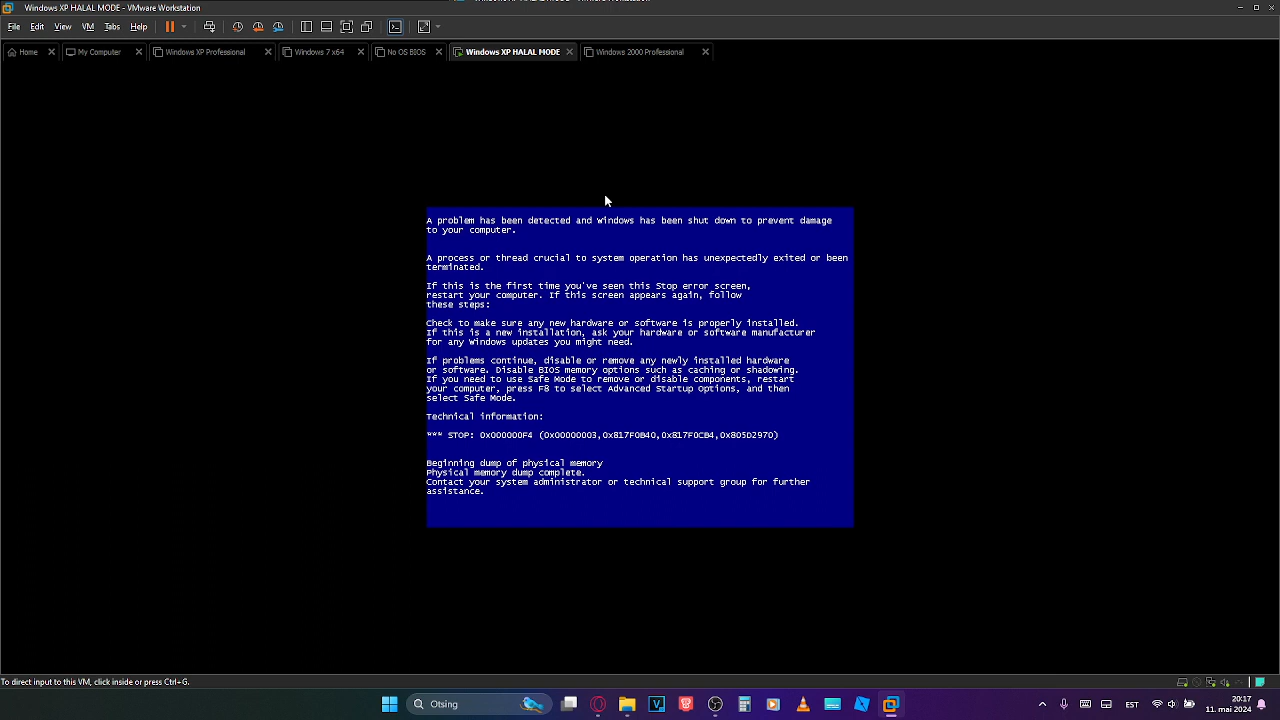 Windows XP HALAL MODE - VMware Workstation
File Edit View VM Tabs Help
Home My Computer Windows XP Professional Windows 7 x64 No OS BIOS Windows XP HALAL MODE Windows 2000 Professional
A problem has been detected and windows has been shut down to prevent damage
to your computer.
A process or thread crucial to system operation has unexpectedly exited or been
terminated.
If this is the first time you've seen this Stop error screen,
restart your computer. If this screen appears again, follow
these steps:
Check to make sure any new hardware or software is properly installed.
If this is a new installation, ask your hardware or software manufacturer
for any Windows updates you might need.
If problems continue, disable or remove any newly installed hardware
or software. Disable BIOS memory options such as caching or shadowing.
If you need to use Safe Mode to remove or disable components, restart
your computer, press F8 to select Advanced Startup Options, and then
select Safe Mode.
Technical information:
*** STOP: 0x000000F4 (0x00000003,0x817F0B40,0x817F0CB4,0x805D2970)
Beginning dump of physical memory
Physical memory dump complete.
Contact your system administrator or technical support group for further
assistance.
To direct input to this VM, click inside or press Ctrl+G.
Otsing
EST
20:17
11. mai 2024